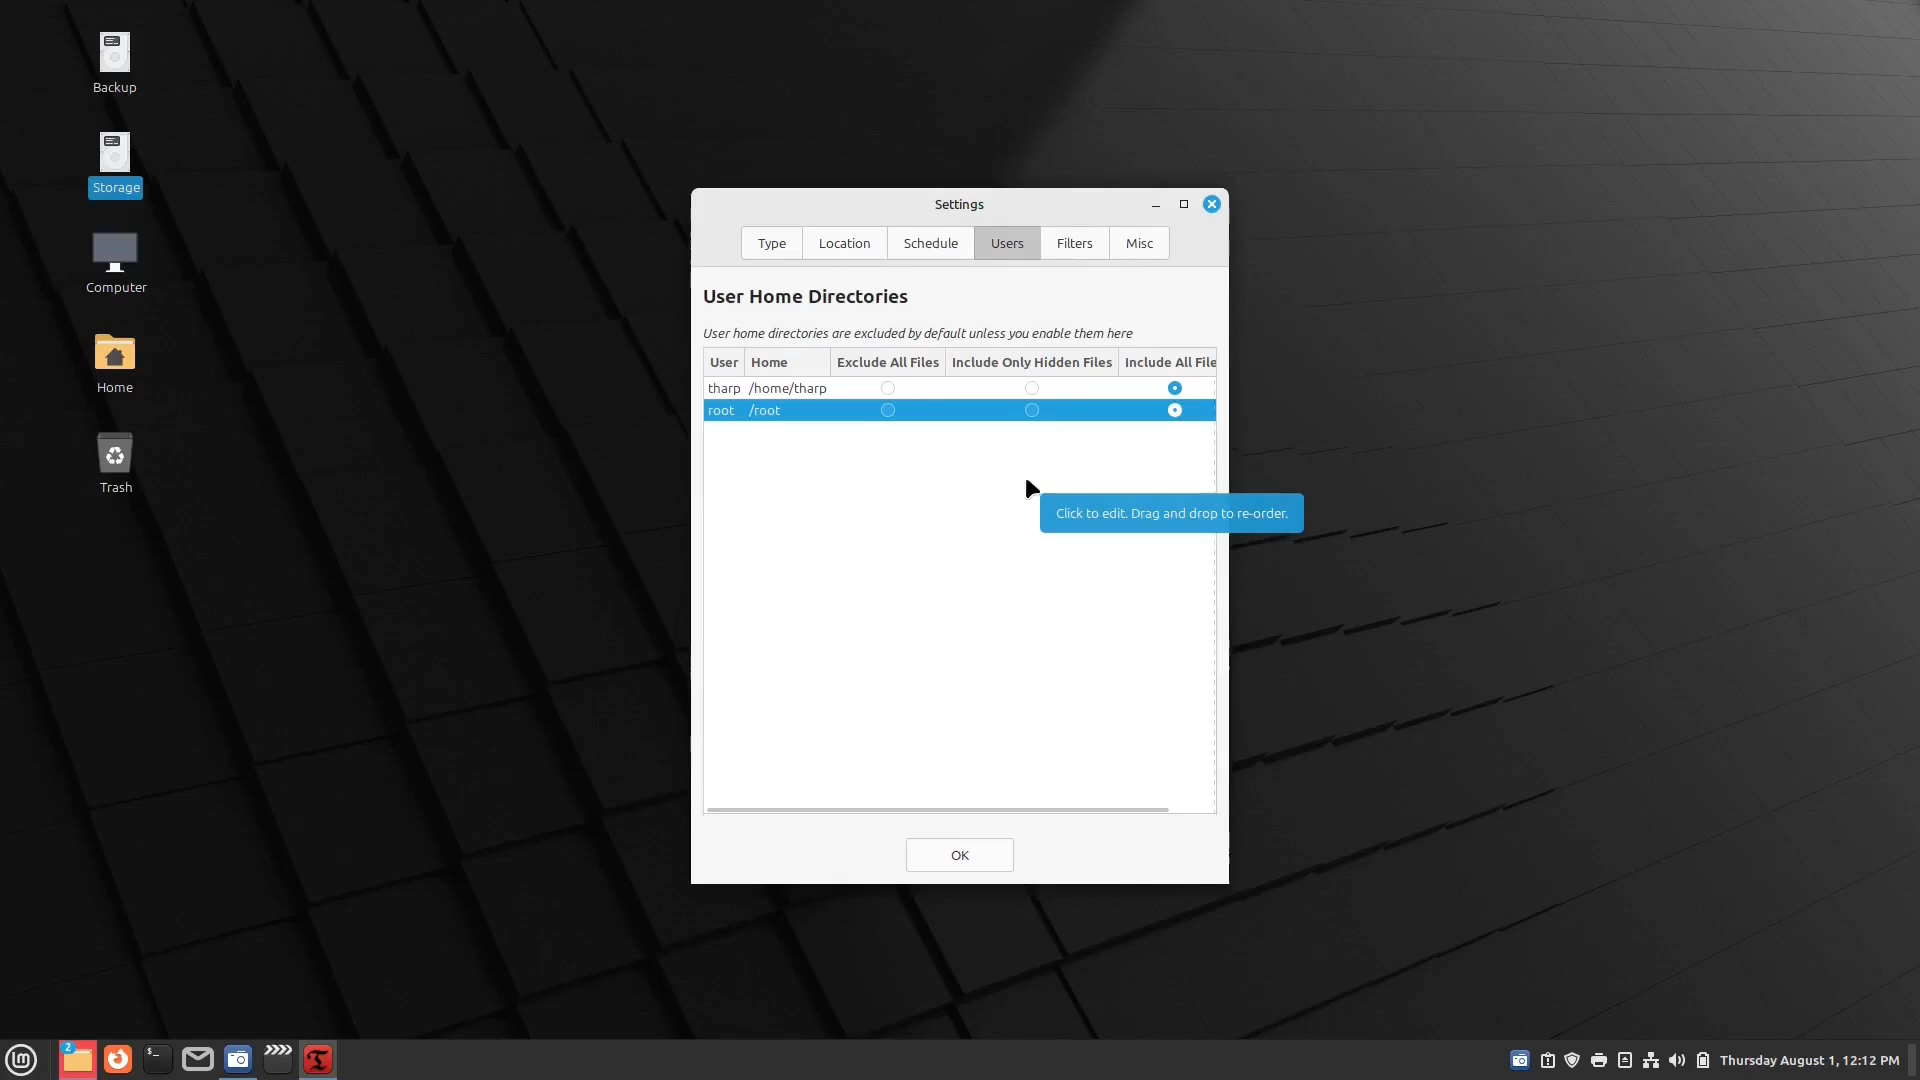 Backup
Storage
Computer
Home
Trash
Settings
Type Location Schedule Users Filters Misc
User Home Directories
User home directories are excluded by default unless you enable them here
User Home Exclude All Files Include Only Hidden Files Include All File
tharp /home/tharp
root /root
Click to edit. Drag and drop to re-order.
OK
2
Thursday August 1, 12:12 PM